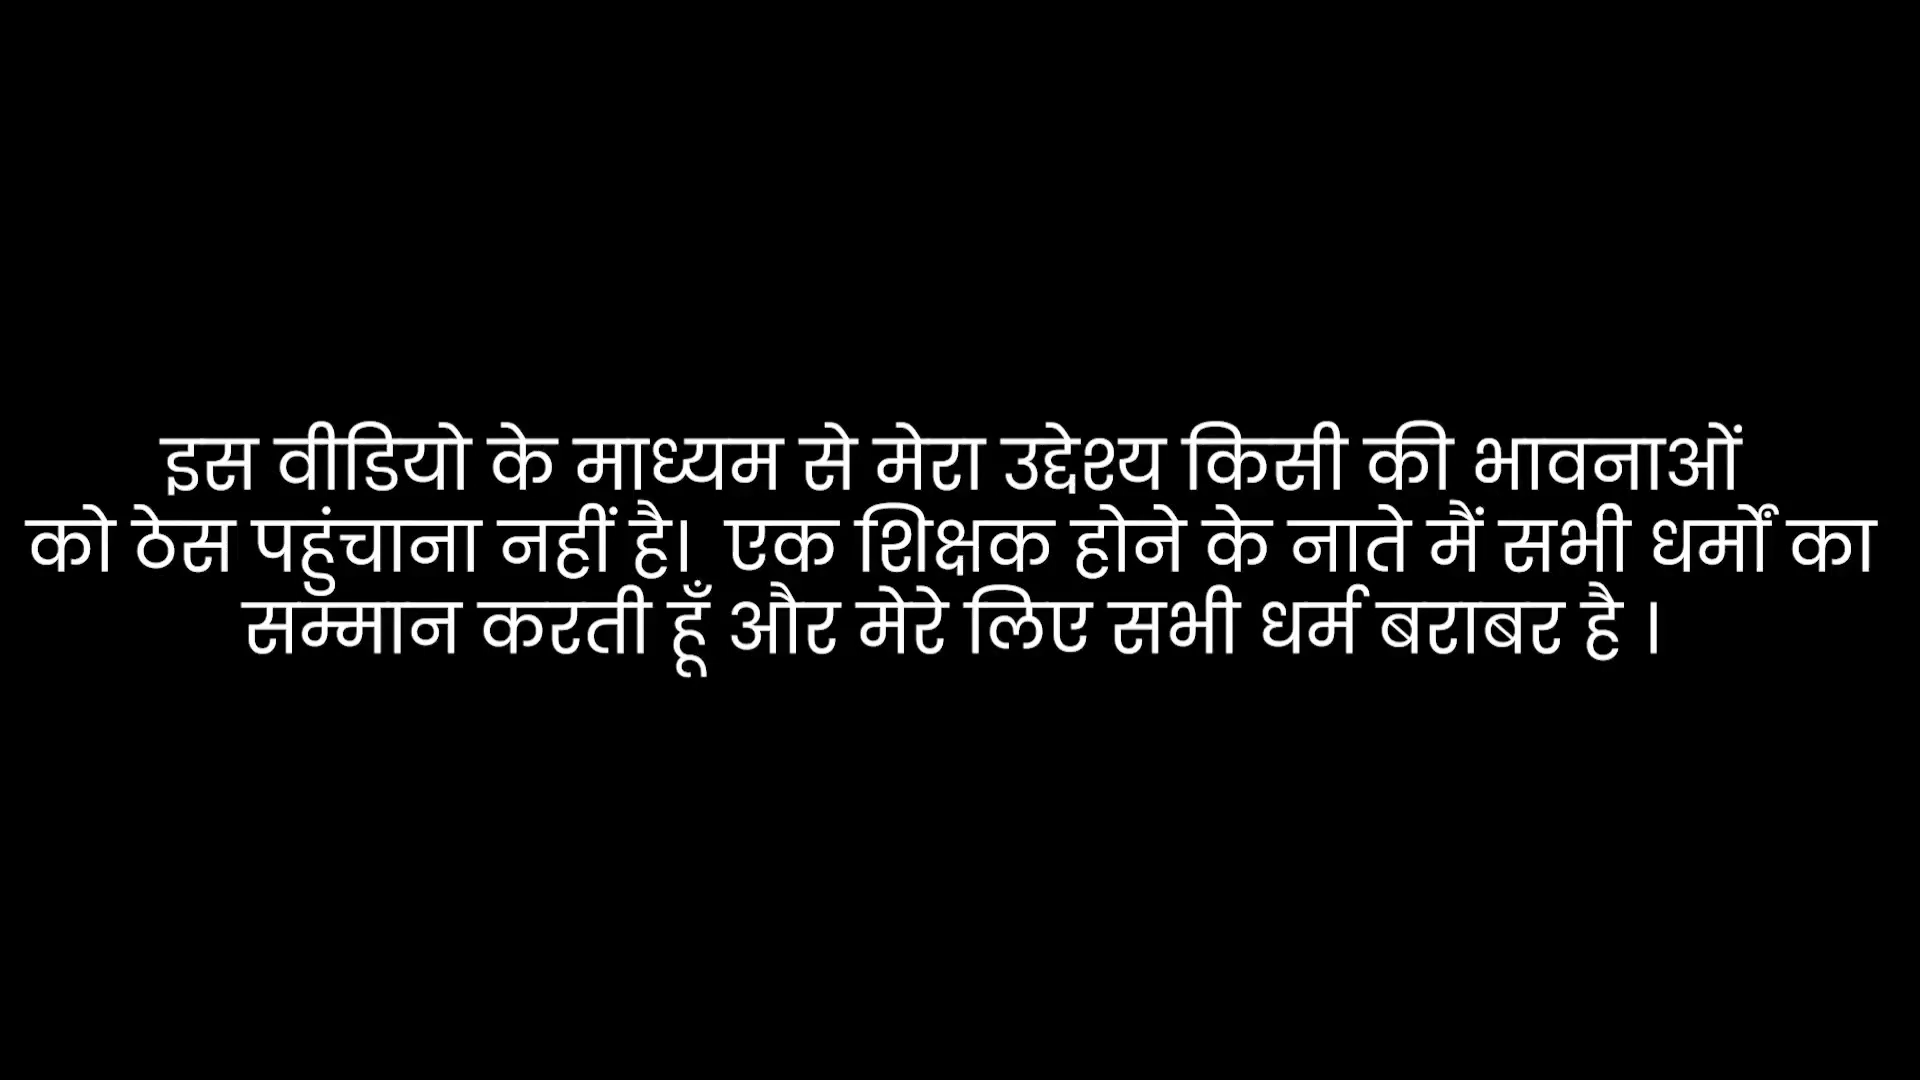 इस वीडियो के माध्यम से मेरा उद्देश्य किसी की भावनाओं
को ठेस पहुंचाना नहीं है।  एक शिक्षक होने के नाते मैं सभी धर्मों का
सम्मान करती हूँ और मेरे लिए सभी धर्म बराबर है ।